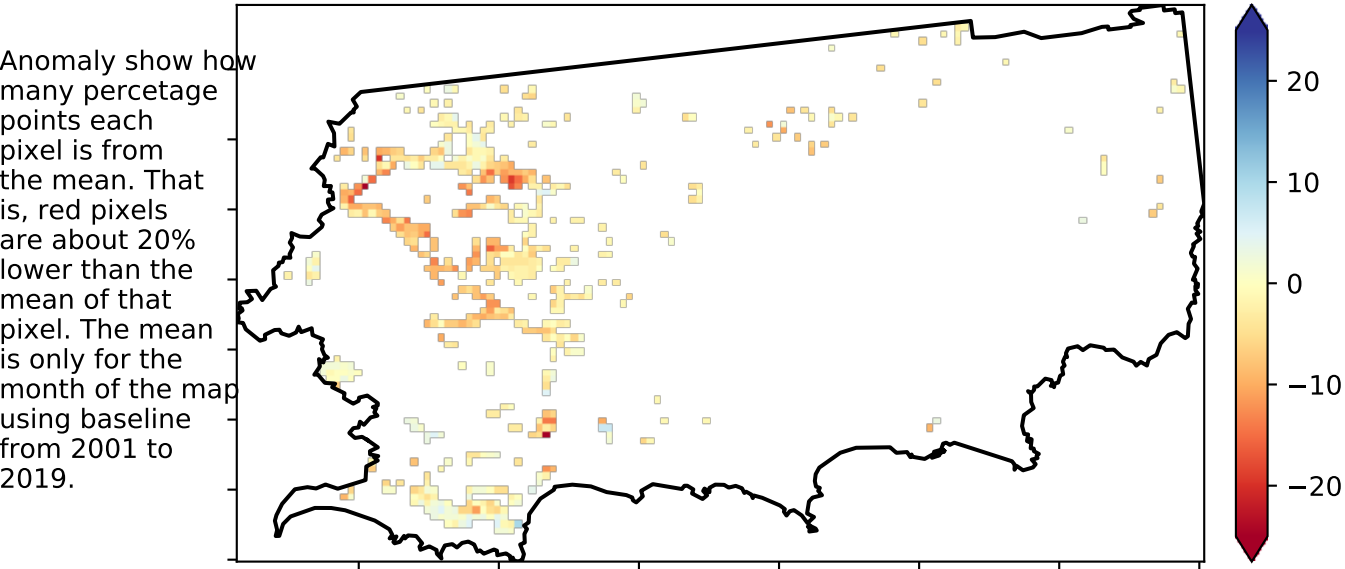 Anomaly show how
many percetage
points each
pixel is from
the mean. That
is, red pixels
are about 20%
lower than the
mean of that
pixel. The mean
is only for the
month of the map
using baseline
from 2001 to
2019.
20
10
0
−10
−20